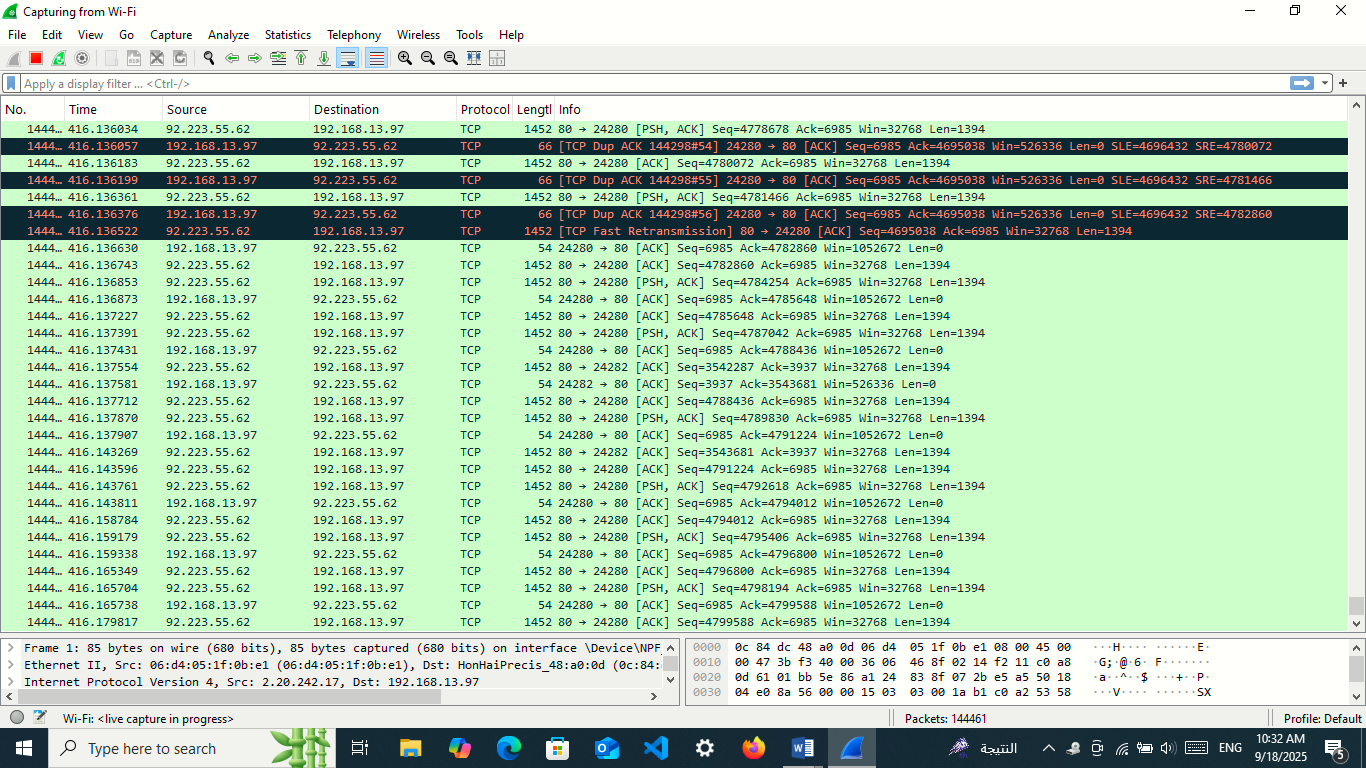 Capturing from Wi-Fi
File Edit View Go Capture Analyze Statistics Telephony Wireless Tools Help
Apply a display filter ... <Ctrl-/>
No. Time Source Destination Protocol Lengtl Info
1444… 416.136034 92.223.55.62 192.168.13.97 TCP 1452 80 → 24280 [PSH, ACK] Seq=4778678 Ack=6985 Win=32768 Len=1394
1444… 416.136057 192.168.13.97 92.223.55.62 TCP 66 [TCP Dup ACK 144298#54] 24280 → 80 [ACK] Seq=6985 Ack=4695038 Win=526336 Len=0 SLE=4696432 SRE=4780072
1444… 416.136183 92.223.55.62 192.168.13.97 TCP 1452 80 → 24280 [ACK] Seq=4780072 Ack=6985 Win=32768 Len=1394
1444… 416.136199 192.168.13.97 92.223.55.62 TCP 66 [TCP Dup ACK 144298#55] 24280 → 80 [ACK] Seq=6985 Ack=4695038 Win=526336 Len=0 SLE=4696432 SRE=4781466
1444… 416.136361 92.223.55.62 192.168.13.97 TCP 1452 80 → 24280 [PSH, ACK] Seq=4781466 Ack=6985 Win=32768 Len=1394
1444… 416.136376 192.168.13.97 92.223.55.62 TCP 66 [TCP Dup ACK 144298#56] 24280 → 80 [ACK] Seq=6985 Ack=4695038 Win=526336 Len=0 SLE=4696432 SRE=4782860
1444… 416.136522 92.223.55.62 192.168.13.97 TCP 1452 [TCP Fast Retransmission] 80 → 24280 [ACK] Seq=4695038 Ack=6985 Win=32768 Len=1394
1444… 416.136630 192.168.13.97 92.223.55.62 TCP 54 24280 → 80 [ACK] Seq=6985 Ack=4782860 Win=1052672 Len=0
1444… 416.136743 92.223.55.62 192.168.13.97 TCP 1452 80 → 24280 [ACK] Seq=4782860 Ack=6985 Win=32768 Len=1394
1444… 416.136853 92.223.55.62 192.168.13.97 TCP 1452 80 → 24280 [PSH, ACK] Seq=4784254 Ack=6985 Win=32768 Len=1394
1444… 416.136873 192.168.13.97 92.223.55.62 TCP 54 24280 → 80 [ACK] Seq=6985 Ack=4785648 Win=1052672 Len=0
1444… 416.137227 92.223.55.62 192.168.13.97 TCP 1452 80 → 24280 [ACK] Seq=4785648 Ack=6985 Win=32768 Len=1394
1444… 416.137391 92.223.55.62 192.168.13.97 TCP 1452 80 → 24280 [PSH, ACK] Seq=4787042 Ack=6985 Win=32768 Len=1394
1444… 416.137431 192.168.13.97 92.223.55.62 TCP 54 24280 → 80 [ACK] Seq=6985 Ack=4788436 Win=1052672 Len=0
1444… 416.137554 92.223.55.62 192.168.13.97 TCP 1452 80 → 24282 [ACK] Seq=3542287 Ack=3937 Win=32768 Len=1394
1444… 416.137581 192.168.13.97 92.223.55.62 TCP 54 24282 → 80 [ACK] Seq=3937 Ack=3543681 Win=526336 Len=0
1444… 416.137712 92.223.55.62 192.168.13.97 TCP 1452 80 → 24280 [ACK] Seq=4788436 Ack=6985 Win=32768 Len=1394
1444… 416.137870 92.223.55.62 192.168.13.97 TCP 1452 80 → 24280 [PSH, ACK] Seq=4789830 Ack=6985 Win=32768 Len=1394
1444… 416.137907 192.168.13.97 92.223.55.62 TCP 54 24280 → 80 [ACK] Seq=6985 Ack=4791224 Win=1052672 Len=0
1444… 416.143269 92.223.55.62 192.168.13.97 TCP 1452 80 → 24282 [ACK] Seq=3543681 Ack=3937 Win=32768 Len=1394
1444… 416.143596 92.223.55.62 192.168.13.97 TCP 1452 80 → 24280 [ACK] Seq=4791224 Ack=6985 Win=32768 Len=1394
1444… 416.143761 92.223.55.62 192.168.13.97 TCP 1452 80 → 24280 [PSH, ACK] Seq=4792618 Ack=6985 Win=32768 Len=1394
1444… 416.143811 192.168.13.97 92.223.55.62 TCP 54 24280 → 80 [ACK] Seq=6985 Ack=4794012 Win=1052672 Len=0
1444… 416.158784 92.223.55.62 192.168.13.97 TCP 1452 80 → 24280 [ACK] Seq=4794012 Ack=6985 Win=32768 Len=1394
1444… 416.159179 92.223.55.62 192.168.13.97 TCP 1452 80 → 24280 [PSH, ACK] Seq=4795406 Ack=6985 Win=32768 Len=1394
1444… 416.159338 192.168.13.97 92.223.55.62 TCP 54 24280 → 80 [ACK] Seq=6985 Ack=4796800 Win=1052672 Len=0
1444… 416.165349 92.223.55.62 192.168.13.97 TCP 1452 80 → 24280 [ACK] Seq=4796800 Ack=6985 Win=32768 Len=1394
1444… 416.165704 92.223.55.62 192.168.13.97 TCP 1452 80 → 24280 [PSH, ACK] Seq=4798194 Ack=6985 Win=32768 Len=1394
1444… 416.165738 192.168.13.97 92.223.55.62 TCP 54 24280 → 80 [ACK] Seq=6985 Ack=4799588 Win=1052672 Len=0
1444… 416.179817 92.223.55.62 192.168.13.97 TCP 1452 80 → 24280 [ACK] Seq=4799588 Ack=6985 Win=32768 Len=1394
Frame 1: 85 bytes on wire (680 bits), 85 bytes captured (680 bits) on interface \Device\NPF_
Ethernet II, Src: 06:d4:05:1f:0b:e1 (06:d4:05:1f:0b:e1), Dst: HonHaiPrecis_48:a0:0d (0c:84:
Internet Protocol Version 4, Src: 2.20.242.17, Dst: 192.168.13.97
0000 0c 84 dc 48 a0 0d 06 d4 05 1f 0b e1 08 00 45 00 ···H···· ······E·
0010 00 47 3b f3 40 00 36 06 46 8f 02 14 f2 11 c0 a8 ·G;·@·6· F·······
0020 0d 61 01 bb 5e 86 a1 24 83 8f 07 2b e5 a5 50 18 ·a··^··$ ···+··P·
0030 04 e0 8a 56 00 00 15 03 03 00 1a b1 c0 a2 53 58 ···V···· ······SX
Wi-Fi: <live capture in progress> Packets: 144461 Profile: Default
Type here to search النتيجة ENG 10:32 AM
9/18/2025 5